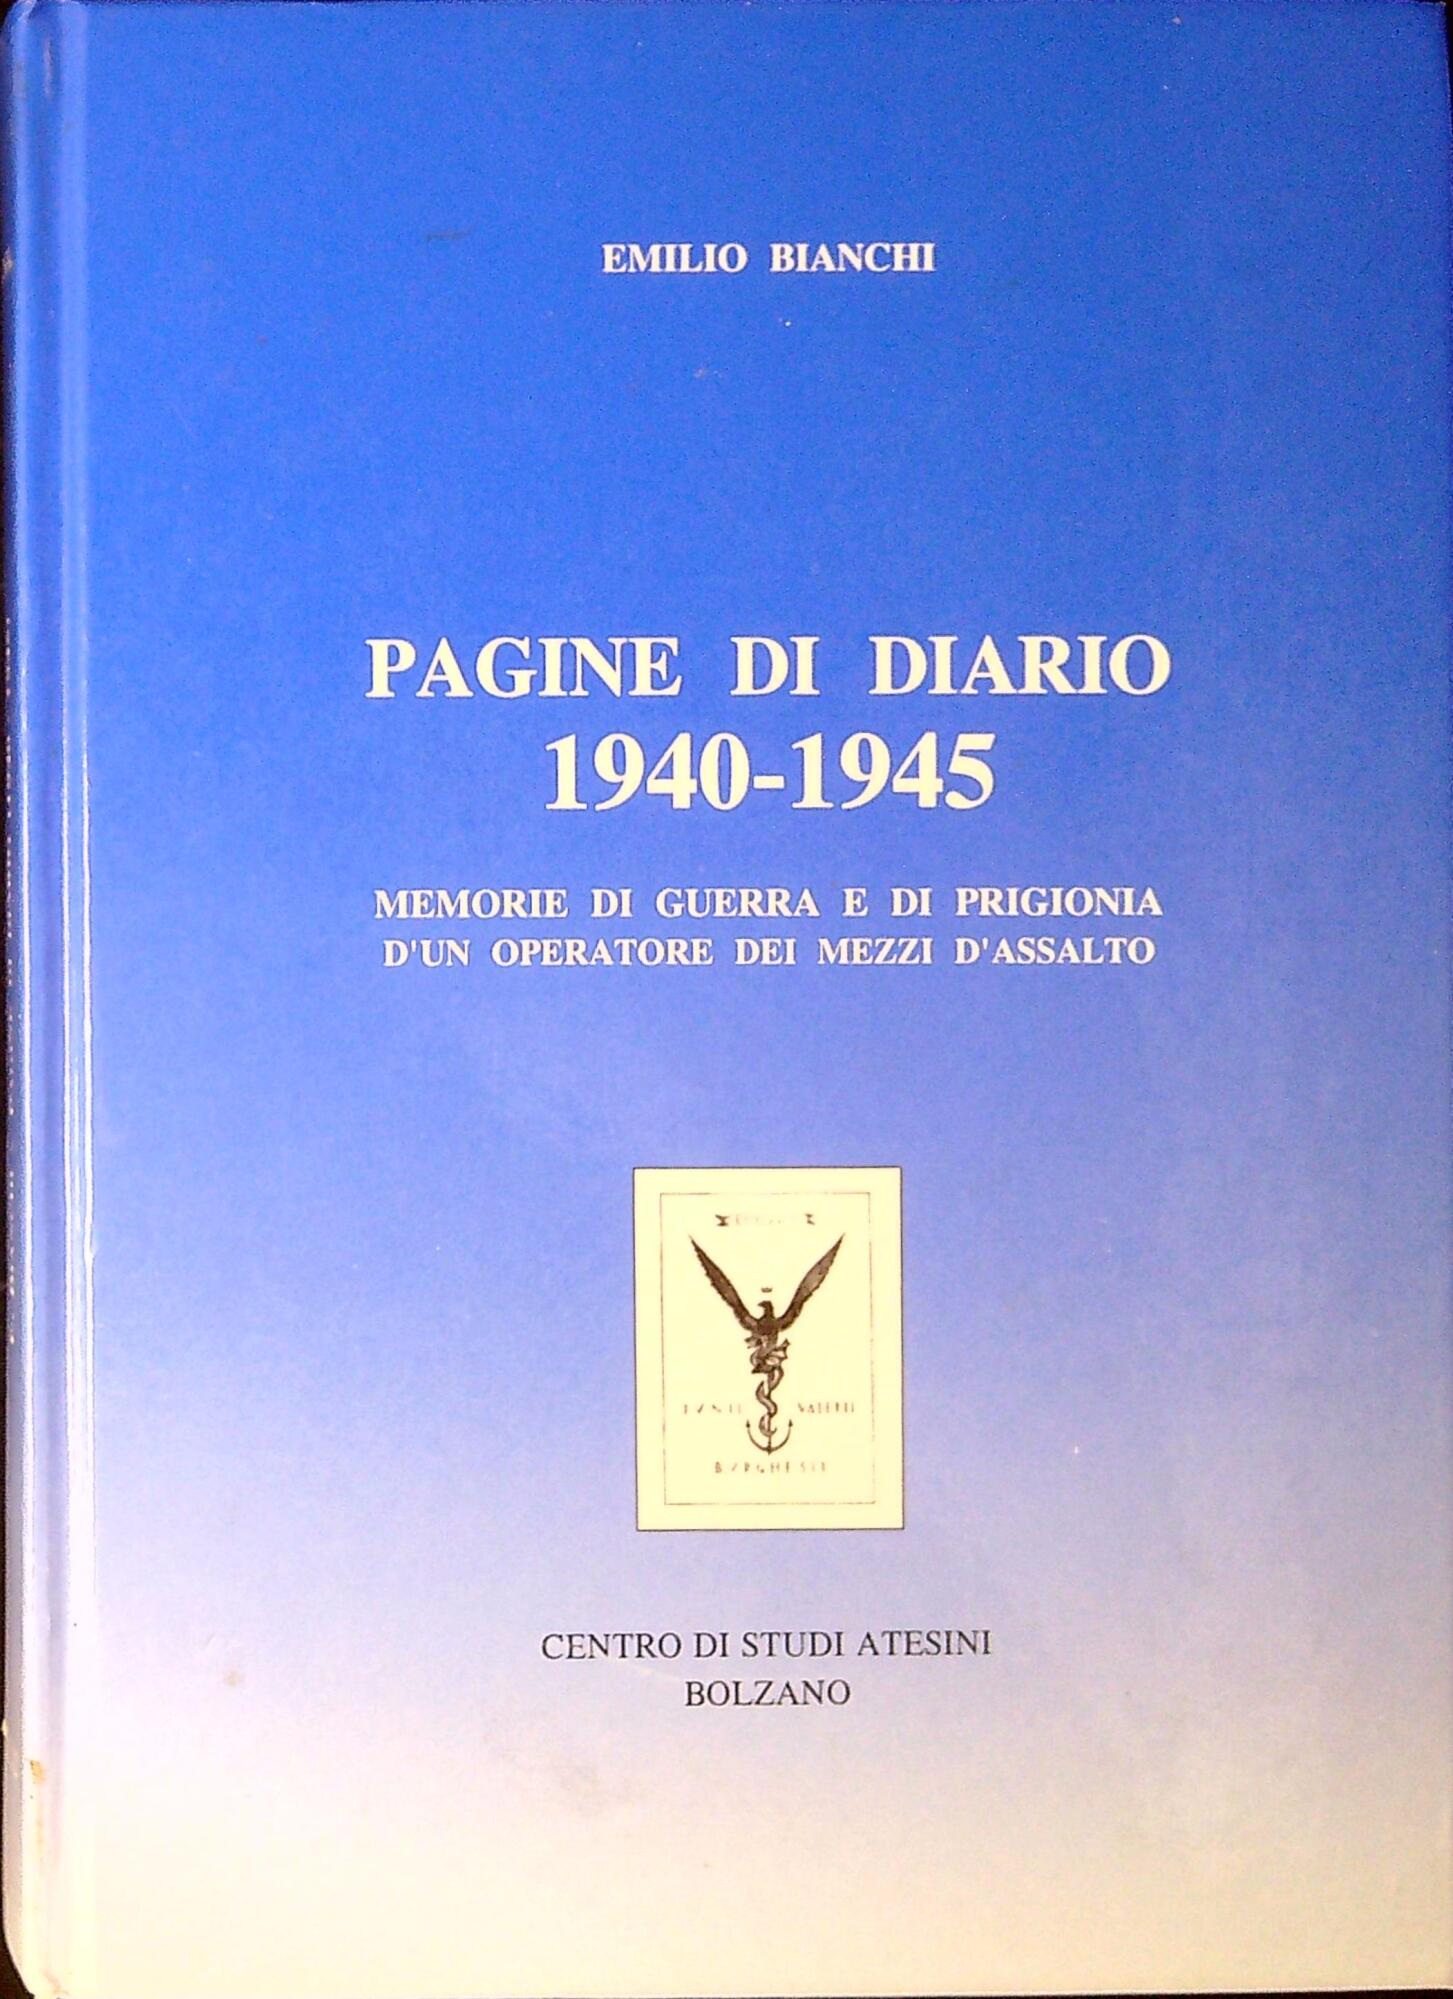 EMILIO BIANCHI
PAGINE DI DIARIO
1940-1945
MEMORIE DI GUERRA E DI PRIGIONIA
D'UN OPERATORE DEI MEZZI D'ASSALTO
VALERII
CENTRO DI STUDI ATESINI
BOLZANO